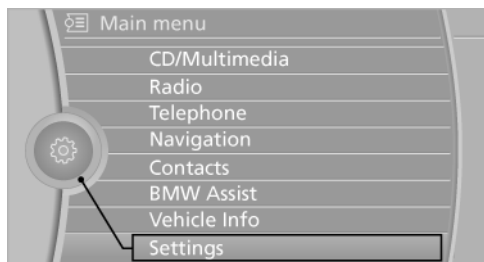 Main menu
CD/Multimedia
Radio
Telephone
Navigation
Contacts
BMW Assist
Vehicle Info
Settings